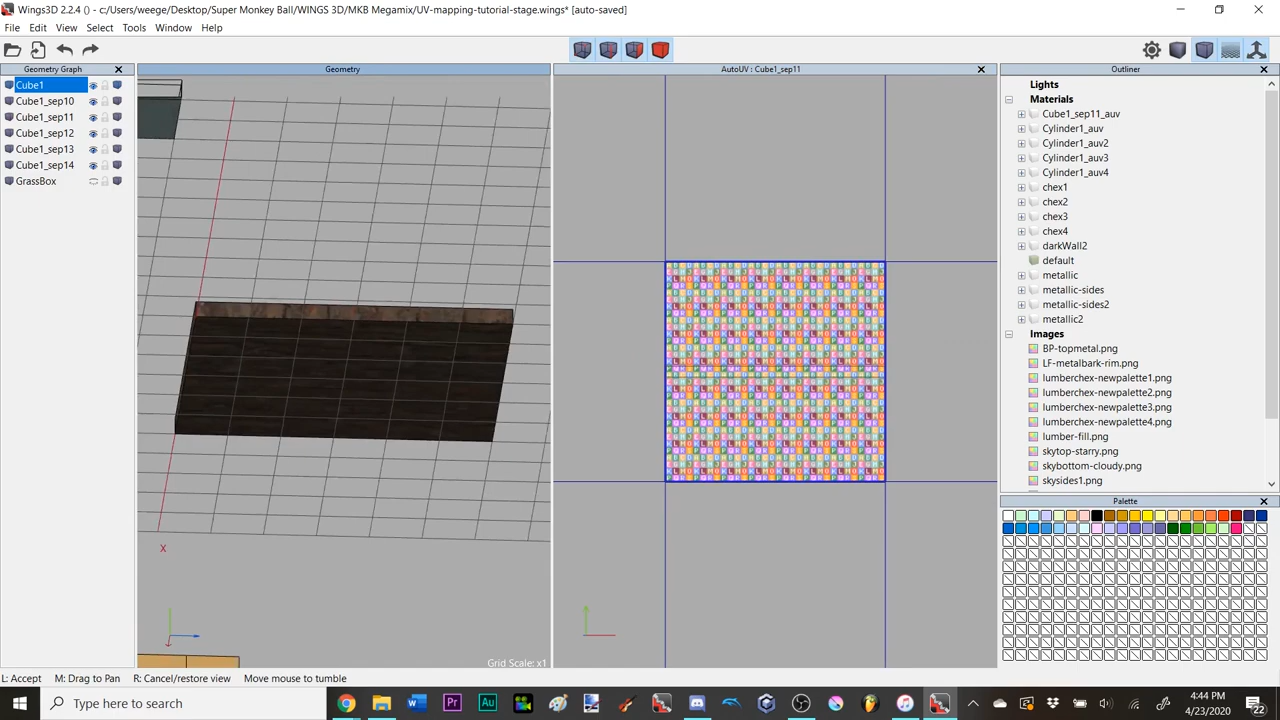 Wings3D 2.2.4 () - c:/Users/weege/Desktop/Super Monkey Ball/WINGS 3D/MKB Megamix/UV-mapping-tutorial-stage.wings* [auto-saved]
File Edit View Select Tools Window Help
Geometry Graph
Geometry
AutoUV : Cube1_sep11
Outliner
Cube1
Cube1_sep10
Cube1_sep11
Cube1_sep12
Cube1_sep13
Cube1_sep14
GrassBox
X
Grid Scale: x1
Lights
Materials
Cube1_sep11_auv
Cylinder1_auv
Cylinder1_auv2
Cylinder1_auv3
Cylinder1_auv4
chex1
chex2
chex3
chex4
darkWall2
default
metallic
metallic-sides
metallic-sides2
metallic2
Images
BP-topmetal.png
LF-metalbark-rim.png
lumberchex-newpalette1.png
lumberchex-newpalette2.png
lumberchex-newpalette3.png
lumberchex-newpalette4.png
lumber-fill.png
skytop-starry.png
skybottom-cloudy.png
skysides1.png
Palette
L: Accept M: Drag to Pan R: Cancel/restore view Move mouse to tumble
Type here to search
4:44 PM
4/23/2020
22